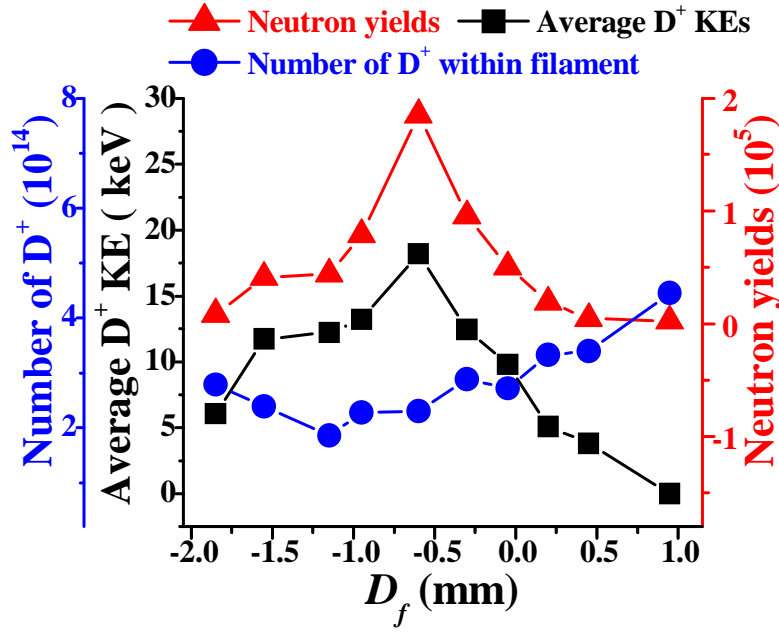 Neutron yields
Average D⁺ KEs
Number of D⁺ within filament
Number of D⁺ (10¹⁴)
8
6
4
2
Average D⁺ KE ( keV)
30
25
20
15
10
5
0
Neutron yields (10⁵)
2
1
0
-1
-2.0 -1.5 -1.0 -0.5 0.0 0.5 1.0
D_f (mm)